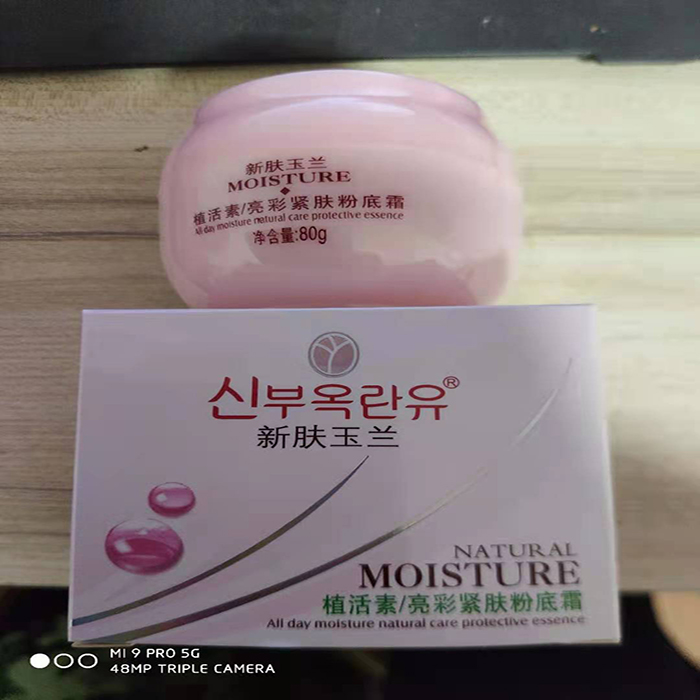 新肤玉兰
MOISTURE
植活素/亮彩紧肤粉底霜
All day moisture natural care protective essence
净含量:80g
신부옥란유®
新肤玉兰
NATURAL
MOISTURE
植活素/亮彩紧肤粉底霜
All day moisture natural care protective essence
MI 9 PRO 5G
48MP TRIPLE CAMERA